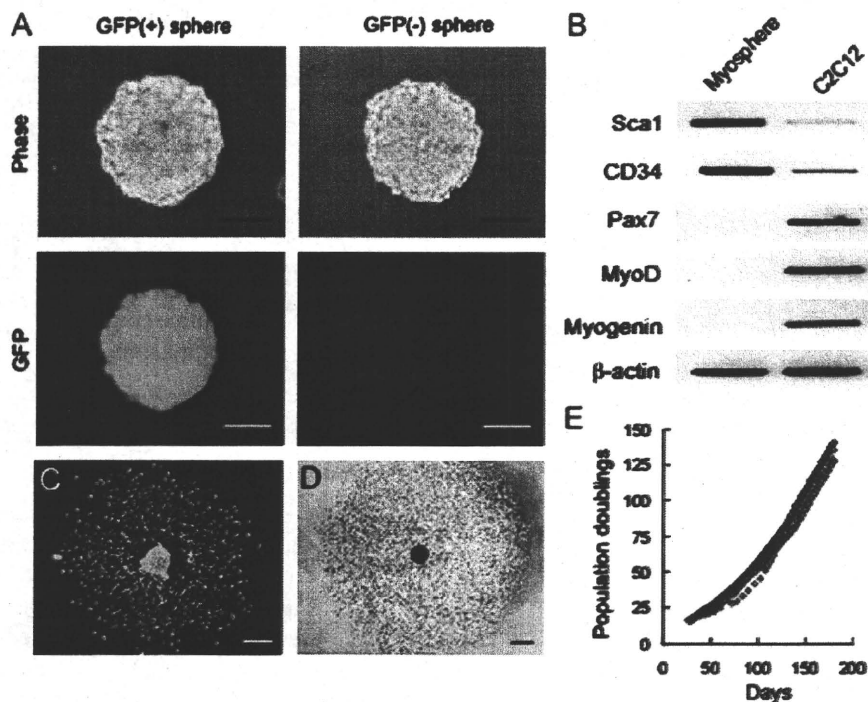 A
GFP(+) sphere
GFP(-) sphere
Phase
GFP
B
Myosphere
C2C12
Sca1
CD34
Pax7
MyoD
Myogenin
β-actin
C
D
E
Population doublings
150
125
100
75
50
25
0
0 50 100 150 200
Days